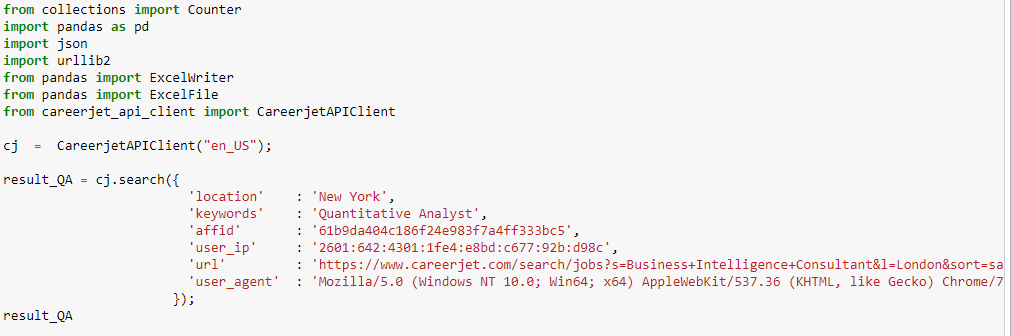 from collections import Counter
import pandas as pd
import json
import urllib2
from pandas import ExcelWriter
from pandas import ExcelFile
from careerjet_api_client import CareerjetAPIClient
cj  =  CareerjetAPIClient("en_US");
result_QA = cj.search({
                        'location'    : 'New York',
                        'keywords'    : 'Quantitative Analyst',
                        'affid'       : '61b9da404c186f24e983f7a4ff333bc5',
                        'user_ip'     : '2601:642:4301:1fe4:e8bd:c677:92b:d98c',
                        'url'         : 'https://www.careerjet.com/search/jobs?s=Business+Intelligence+Consultant&l=London&sort=sa
                        'user_agent'  : 'Mozilla/5.0 (Windows NT 10.0; Win64; x64) AppleWebKit/537.36 (KHTML, like Gecko) Chrome/7
                      });
result_QA